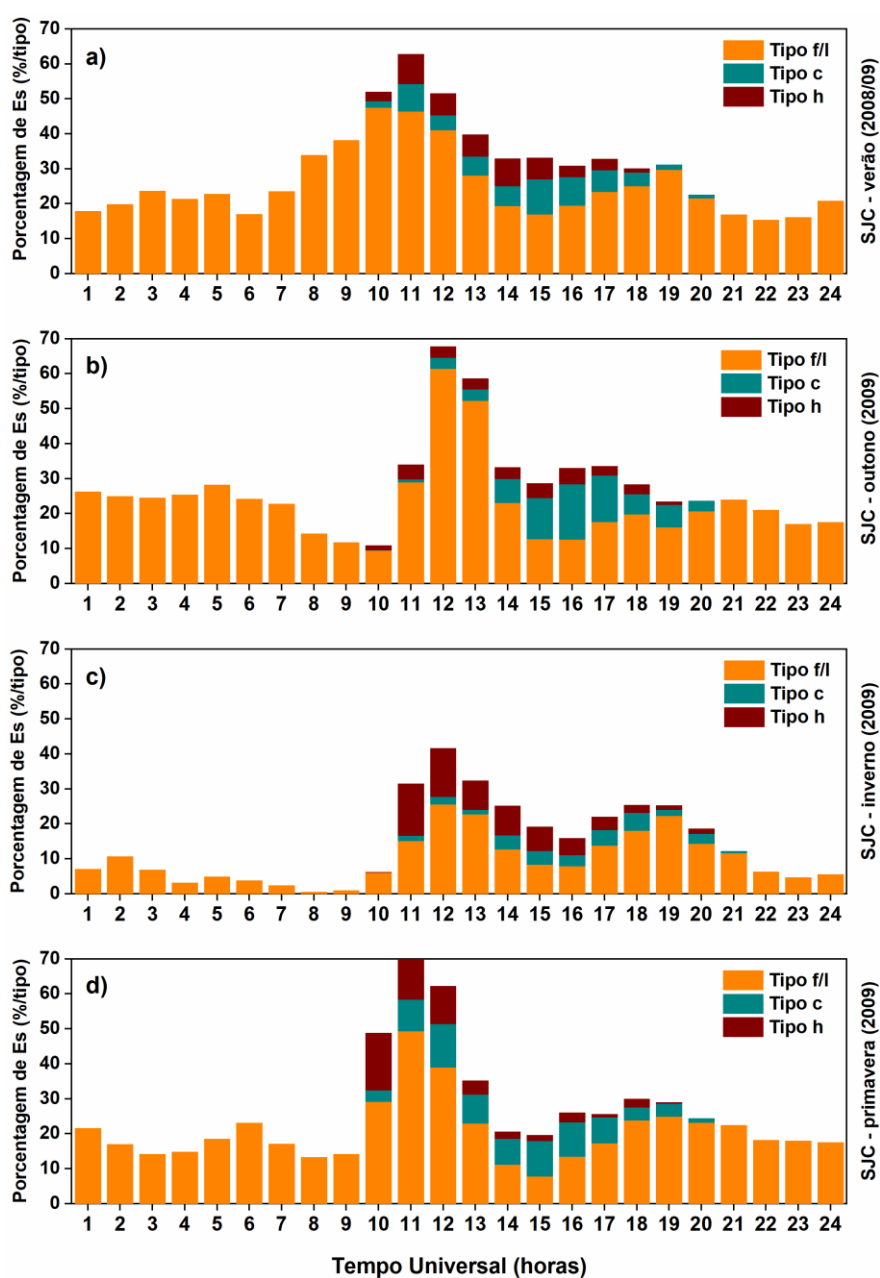 a)
Tipo f/l
Tipo c
Tipo h
Porcentagem de Es (%/tipo)
70
60
50
40
30
20
10
0
1 2 3 4 5 6 7 8 9 10 11 12 13 14 15 16 17 18 19 20 21 22 23 24
SJC - verão (2008/09)
b)
Tipo f/l
Tipo c
Tipo h
Porcentagem de Es (%/tipo)
70
60
50
40
30
20
10
0
1 2 3 4 5 6 7 8 9 10 11 12 13 14 15 16 17 18 19 20 21 22 23 24
SJC - outono (2009)
c)
Tipo f/l
Tipo c
Tipo h
Porcentagem de Es (%/tipo)
70
60
50
40
30
20
10
0
1 2 3 4 5 6 7 8 9 10 11 12 13 14 15 16 17 18 19 20 21 22 23 24
SJC - inverno (2009)
d)
Tipo f/l
Tipo c
Tipo h
Porcentagem de Es (%/tipo)
70
60
50
40
30
20
10
0
1 2 3 4 5 6 7 8 9 10 11 12 13 14 15 16 17 18 19 20 21 22 23 24
SJC - primavera (2009)
Tempo Universal (horas)